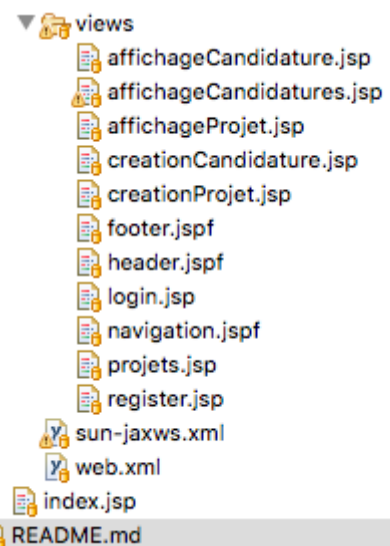 views
affichageCandidature.jsp
affichageCandidatures.jsp
affichageProjet.jsp
creationCandidature.jsp
creationProjet.jsp
footer.jspf
header.jspf
login.jsp
navigation.jspf
projets.jsp
register.jsp
sun-jaxws.xml
web.xml
index.jsp
README.md